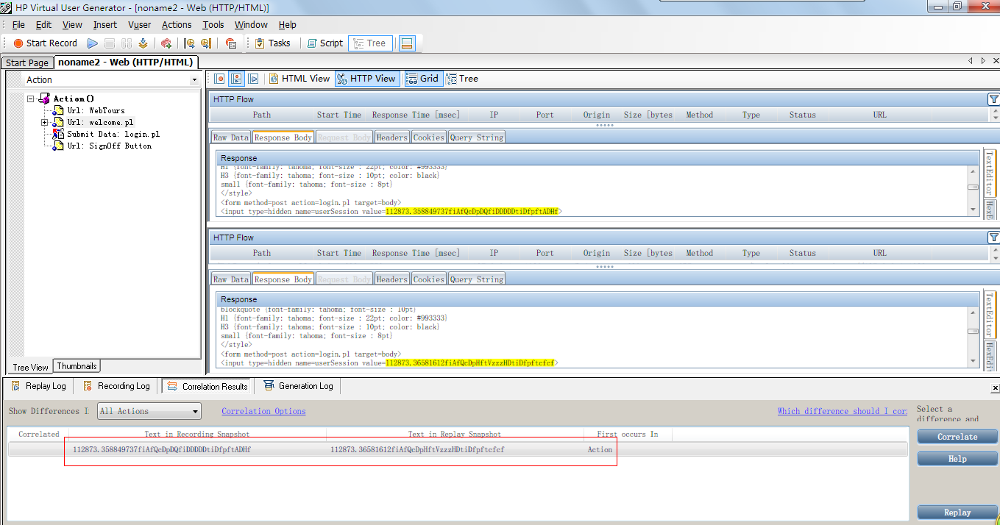 HP Virtual User Generator - [noname2 - Web (HTTP/HTML)]
File Edit View Insert Vuser Actions Tools Window Help
Start Record Tasks Script Tree
Start Page noname2 - Web (HTTP/HTML)
Action
HTML View HTTP View Grid Tree
Action()
Url: WebTours
Url: welcome.pl
Submit Data: login.pl
Url: SignOff Button
Tree View Thumbnails
HTTP Flow
Path Start Time Response Time [msec] IP Port Origin Size [bytes Method Type Status URL
Raw Data Response Body Request Body Headers Cookies Query String
Response
H1 {font-family: tahoma; font-size : 22pt; color: #993333}
H3 {font-family: tahoma; font-size : 10pt; color: black}
small {font-family: tahoma; font-size : 8pt}
</style>
<form method=post action=login.pl target=body>
<input type=hidden name=userSession value=112873.358849737fiAfQcDpDQfiDDDDDtiDfpftADHf>
TextEditor
HexEdit
HTTP Flow
Path Start Time Response Time [msec] IP Port Origin Size [bytes Method Type Status URL
Raw Data Response Body Request Body Headers Cookies Query String
Response
blockquote {font-family: tahoma; font-size : 10pt}
H1 {font-family: tahoma; font-size : 22pt; color: #993333}
H3 {font-family: tahoma; font-size : 10pt; color: black}
small {font-family: tahoma; font-size : 8pt}
</style>
<form method=post action=login.pl target=body>
<input type=hidden name=userSession value=112873.36581612fiAfQcDpHftVzzzHDtiDfpftcfcf>
TextEditor
HexEdit
Replay Log Recording Log Correlation Results Generation Log
Show Differences I: All Actions Correlation Options Which difference should I corr
Select a
difference and
Correlate
Help
Replay
Correlated Text in Recording Snapshot Text in Replay Snapshot First occurs In
112873.358849737fiAfQcDpDQfiDDDDDtiDfpftADHf 112873.36581612fiAfQcDpHftVzzzHDtiDfpftcfcf Action